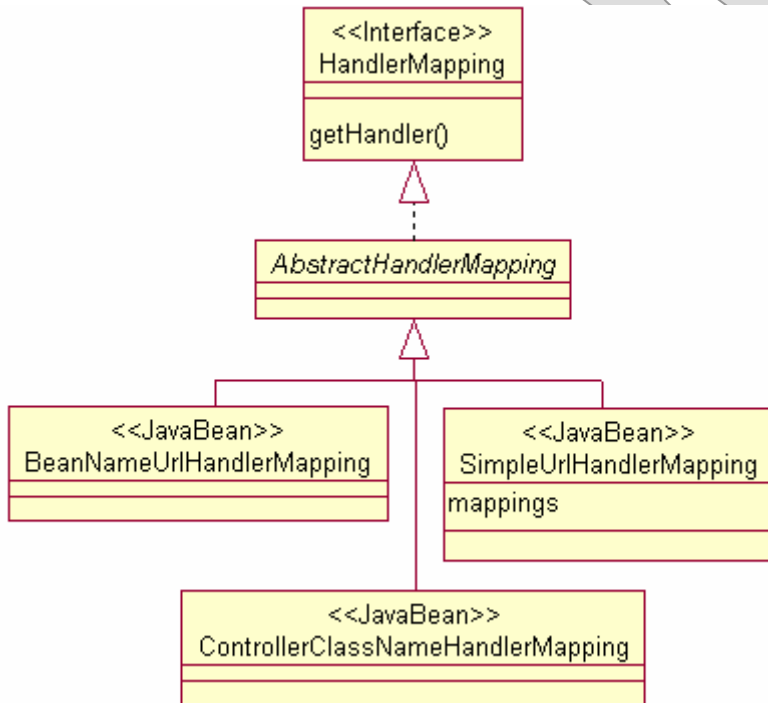 <<Interface>>
HandlerMapping
getHandler()
AbstractHandlerMapping
<<JavaBean>>
BeanNameUrlHandlerMapping
<<JavaBean>>
SimpleUrlHandlerMapping
mappings
<<JavaBean>>
ControllerClassNameHandlerMapping